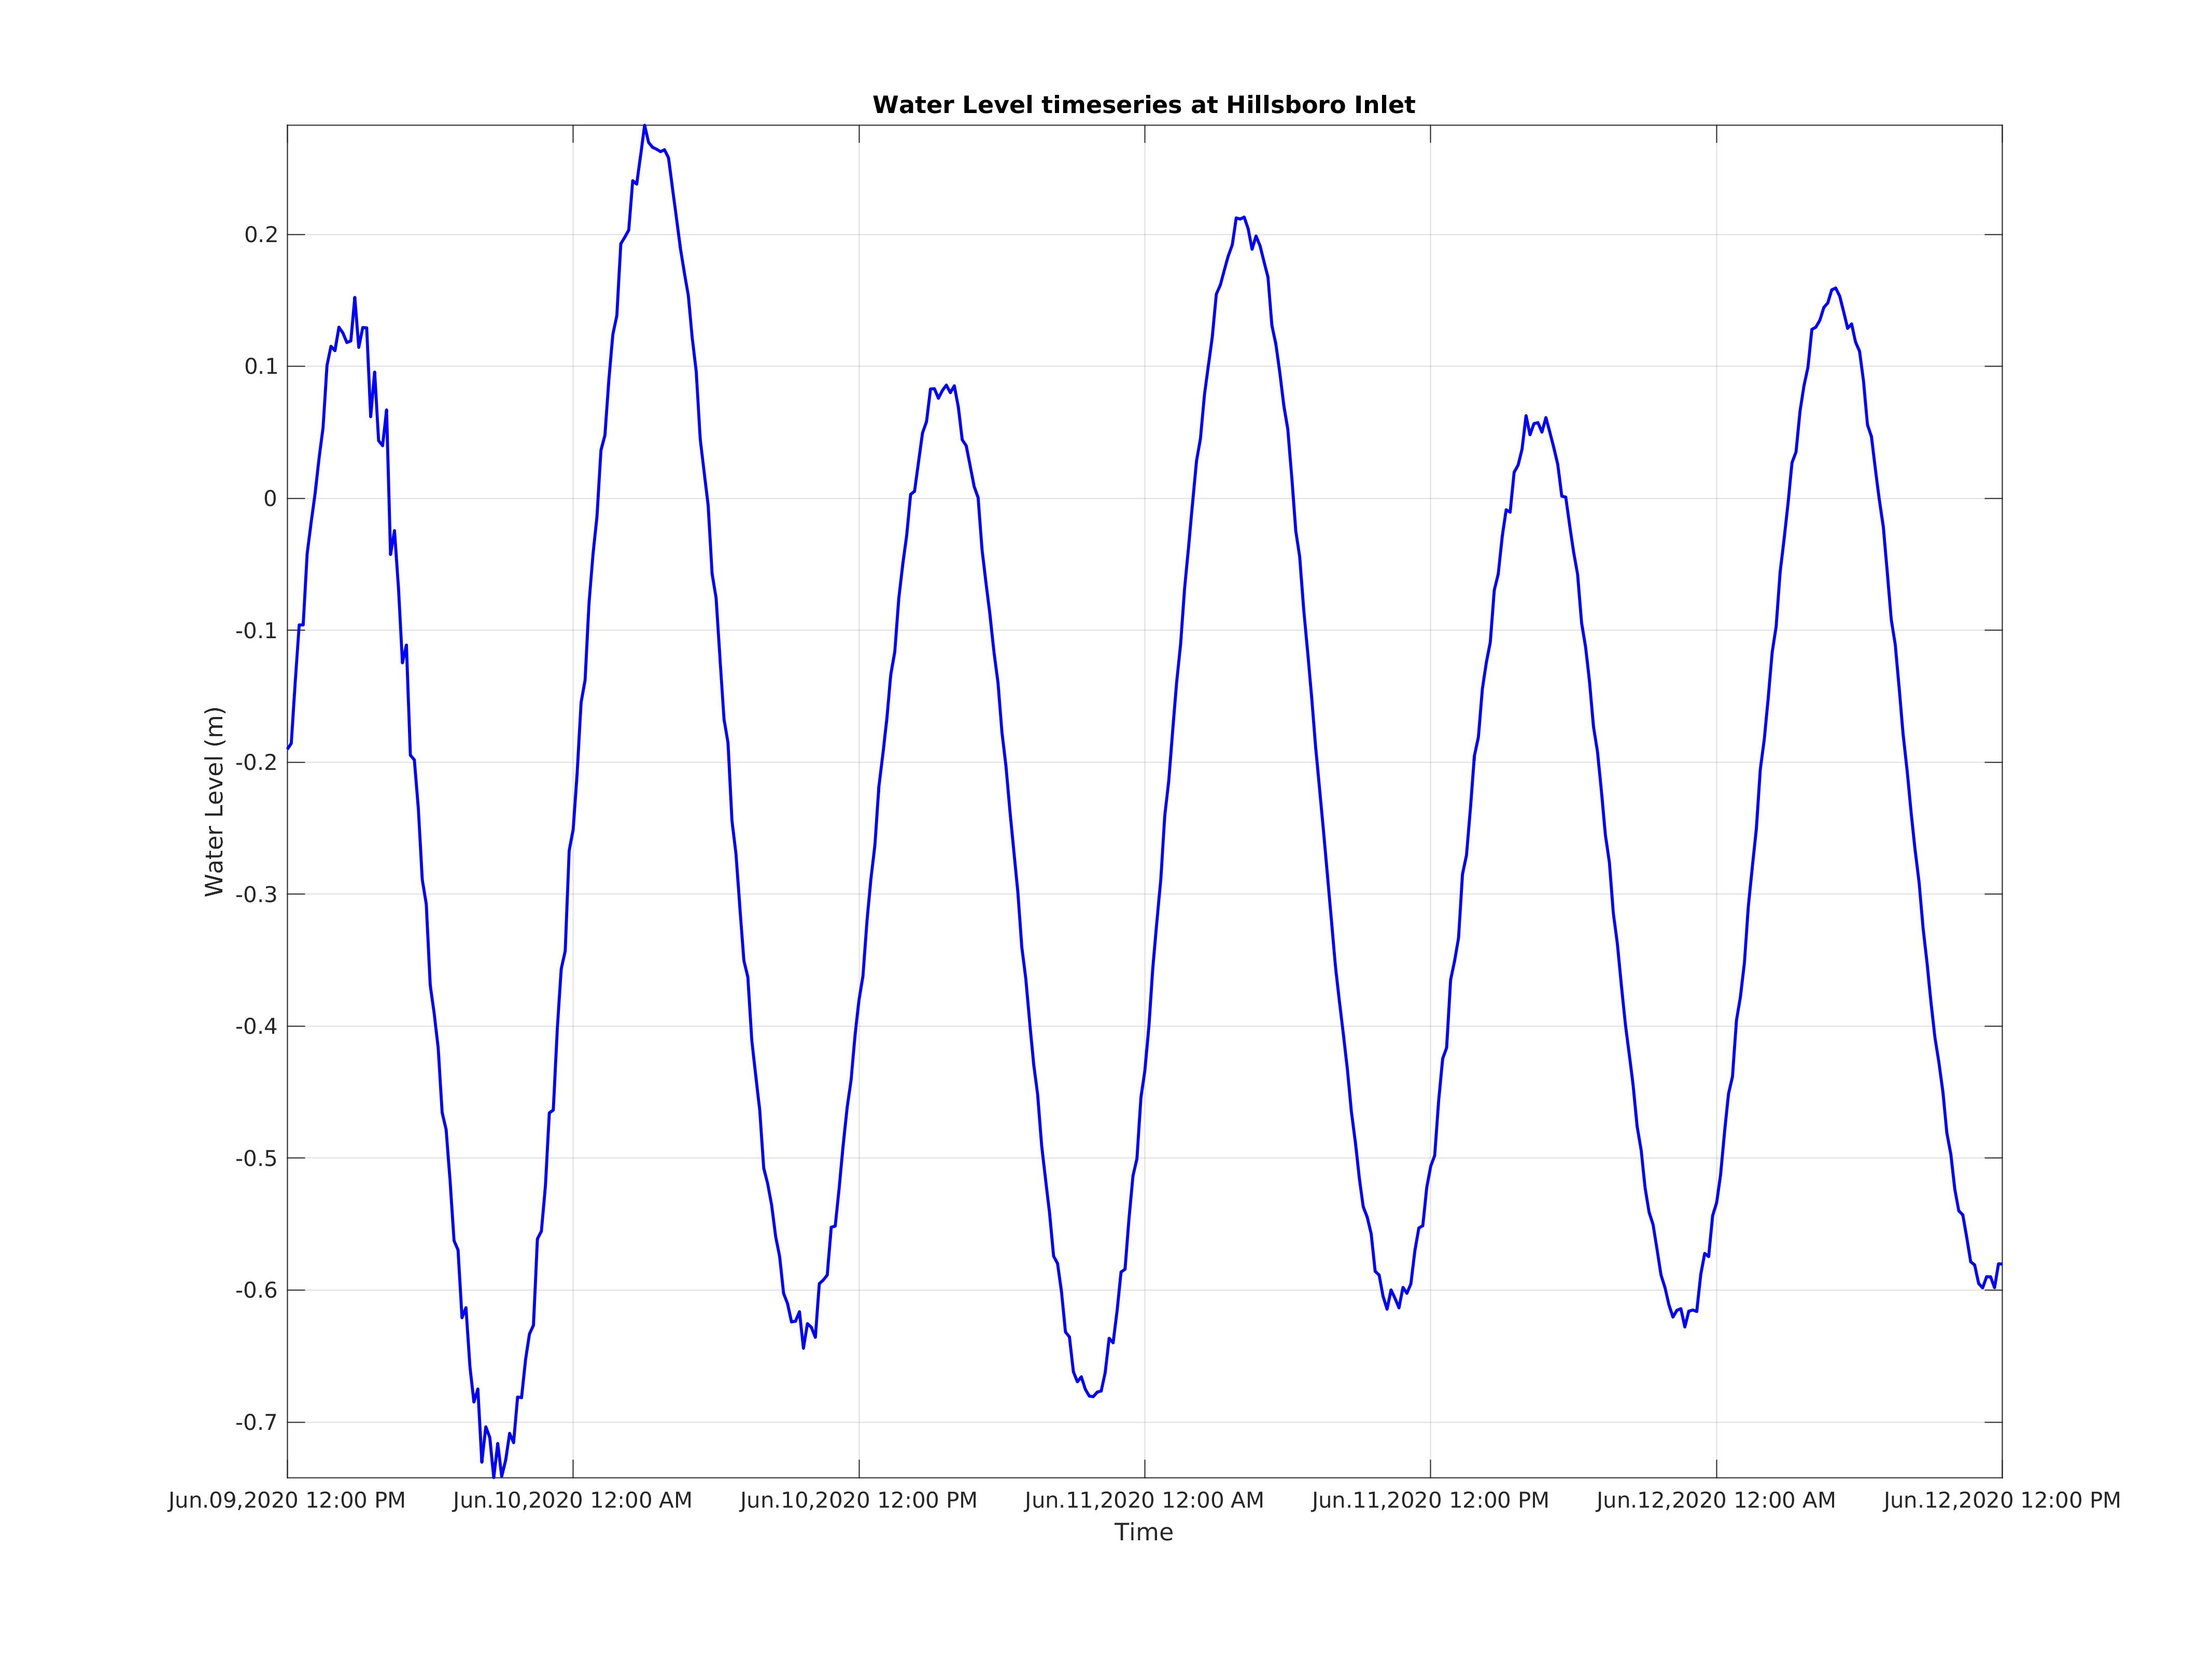 Water Level timeseries at Hillsboro Inlet
0.2
0.1
0
-0.1
-0.2
-0.3
-0.4
-0.5
-0.6
-0.7
Water Level (m)
Jun.09,2020 12:00 PM
Jun.10,2020 12:00 AM
Jun.10,2020 12:00 PM
Jun.11,2020 12:00 AM
Jun.11,2020 12:00 PM
Jun.12,2020 12:00 AM
Jun.12,2020 12:00 PM
Time